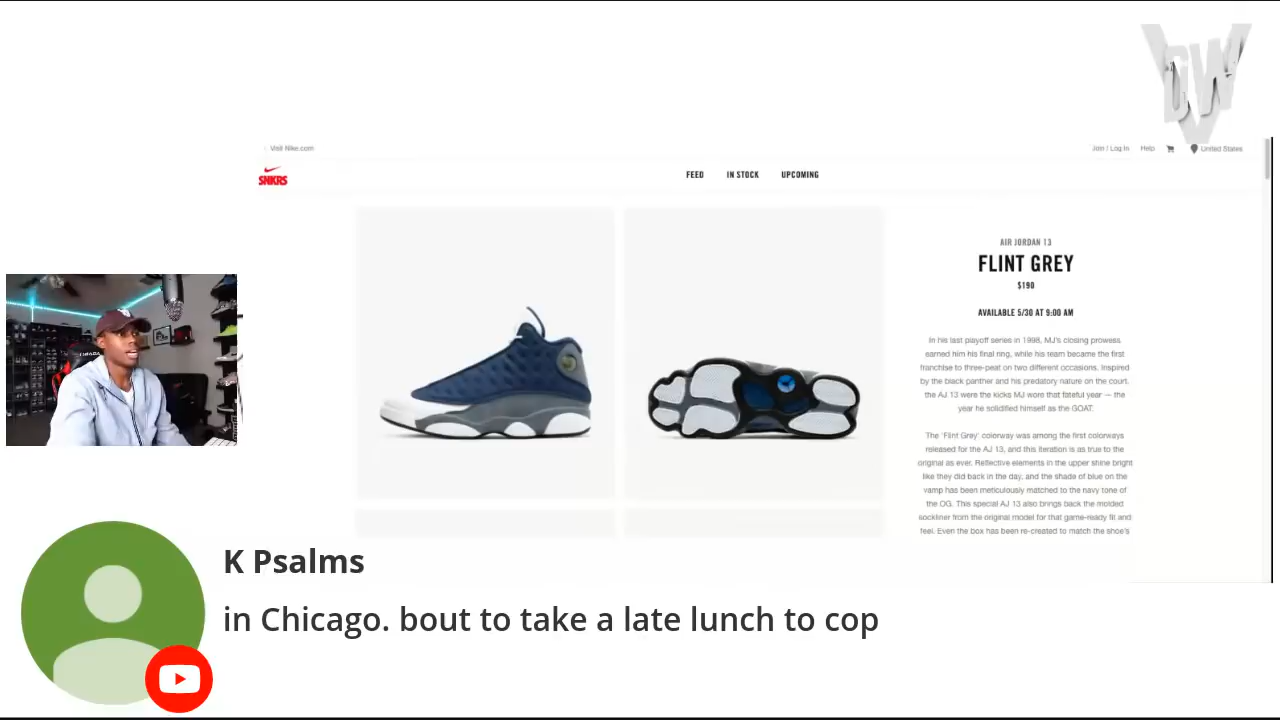 DW
Visit Nike.com
Join / Log In Help United States
SNKRS
FEED IN STOCK UPCOMING
AIR JORDAN 13
FLINT GREY
$190
AVAILABLE 5/30 AT 9:00 AM
In his last playoff series in 1998, MJ's closing prowess
earned him his final ring, while his team became the first
franchise to three-peat on two different occasions. Inspired
by the black panther and his predatory nature on the court,
the AJ 13 were the kicks MJ wore that fateful year — the
year he solidified himself as the GOAT.
The 'Flint Grey' colorway was among the first colorways
released for the AJ 13, and this iteration is as true to the
original as ever. Reflective elements in the upper shine bright
like they did back in the day, and the shade of blue on the
vamp has been meticulously matched to the navy tone of
the OG. This special AJ 13 also brings back the molded
sockliner from the original model for that game-ready fit and
feel. Even the box has been re-created to match the shoe's
K Psalms
in Chicago. bout to take a late lunch to cop